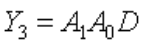 Y₃ = A₁A₀D